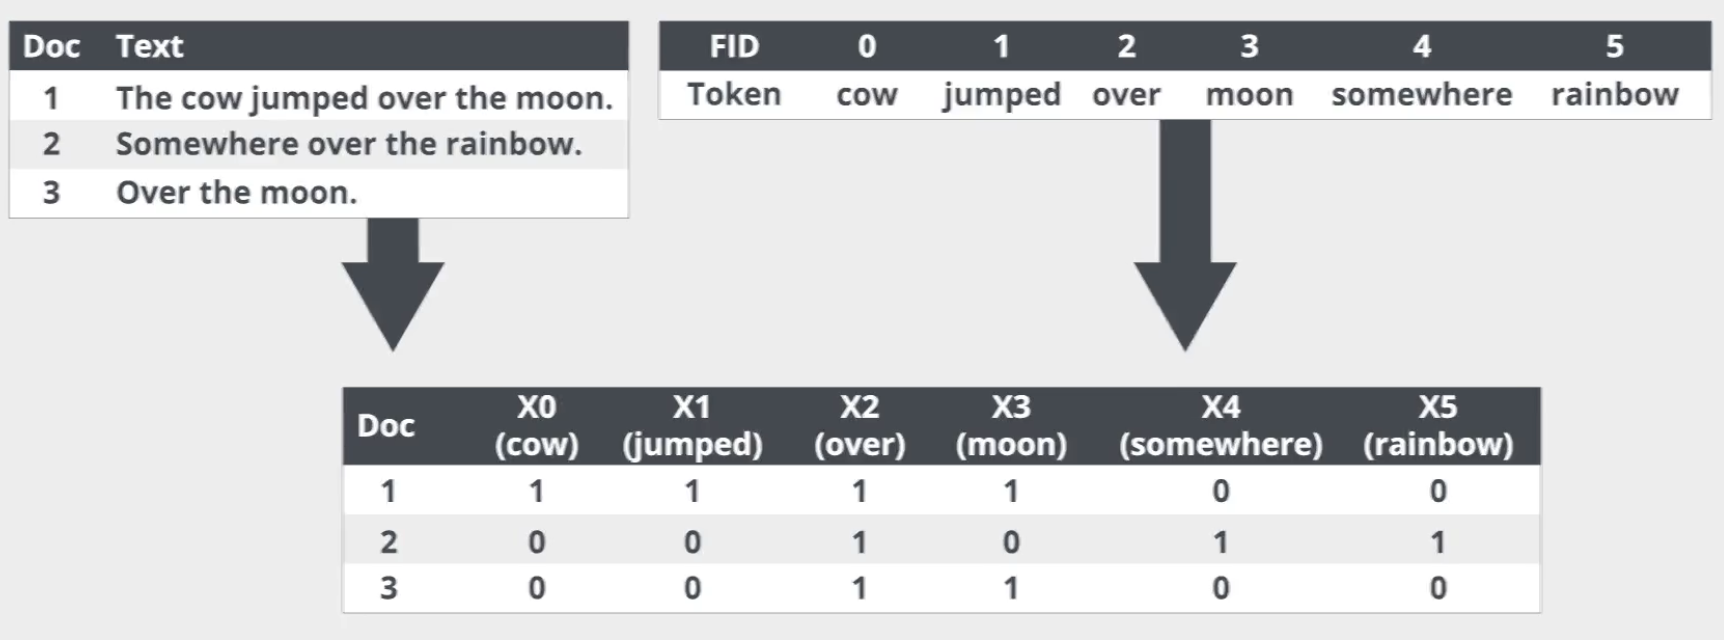 Doc Text
1 The cow jumped over the moon.
2 Somewhere over the rainbow.
3 Over the moon.
FID 0 1 2 3 4 5
Token cow jumped over moon somewhere rainbow
Doc X0 (cow) X1 (jumped) X2 (over) X3 (moon) X4 (somewhere) X5 (rainbow)
1 1 1 1 1 0 0
2 0 0 1 0 1 1
3 0 0 1 1 0 0